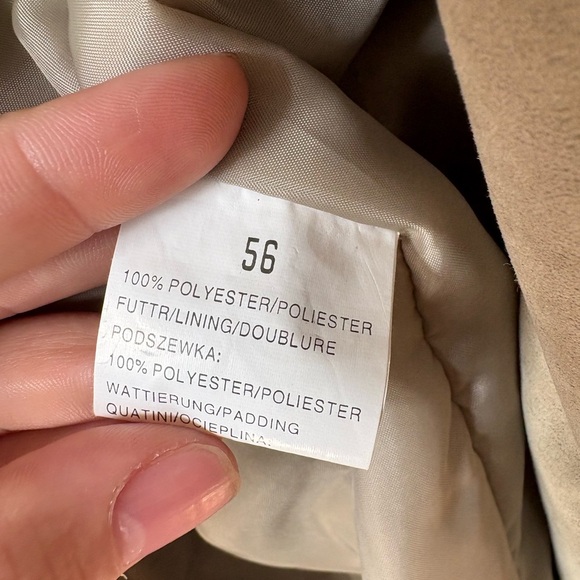 56
100% POLYESTER/POLIESTER
FUTTR/LINING/DOUBLURE
PODSZEWKA:
100% POLYESTER/POLIESTER
WATTIERUNG/PADDING
QUATINI/OCIEPLINA: